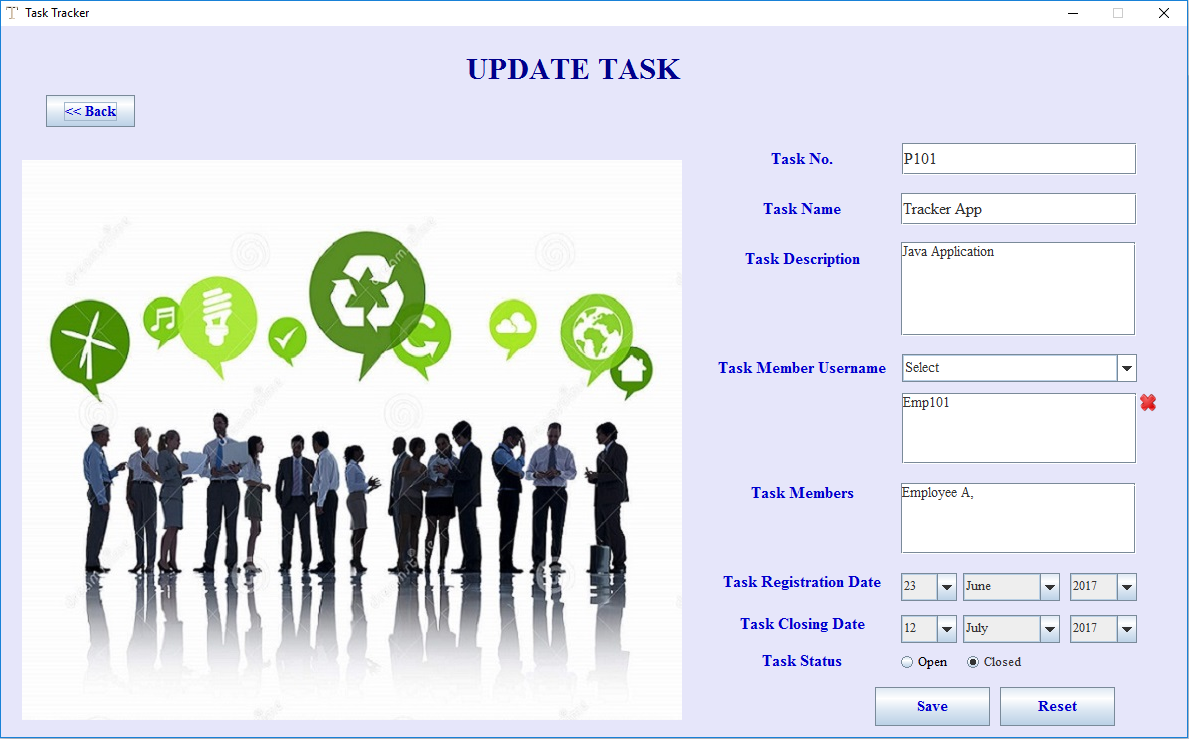 Task Tracker
UPDATE TASK
<< Back
Task No.
P101
Task Name
Tracker App
Task Description
Java Application
Task Member Username
Select
Emp101
Task Members
Employee A,
Task Registration Date
23 June 2017
Task Closing Date
12 July 2017
Task Status
Open Closed
Save Reset